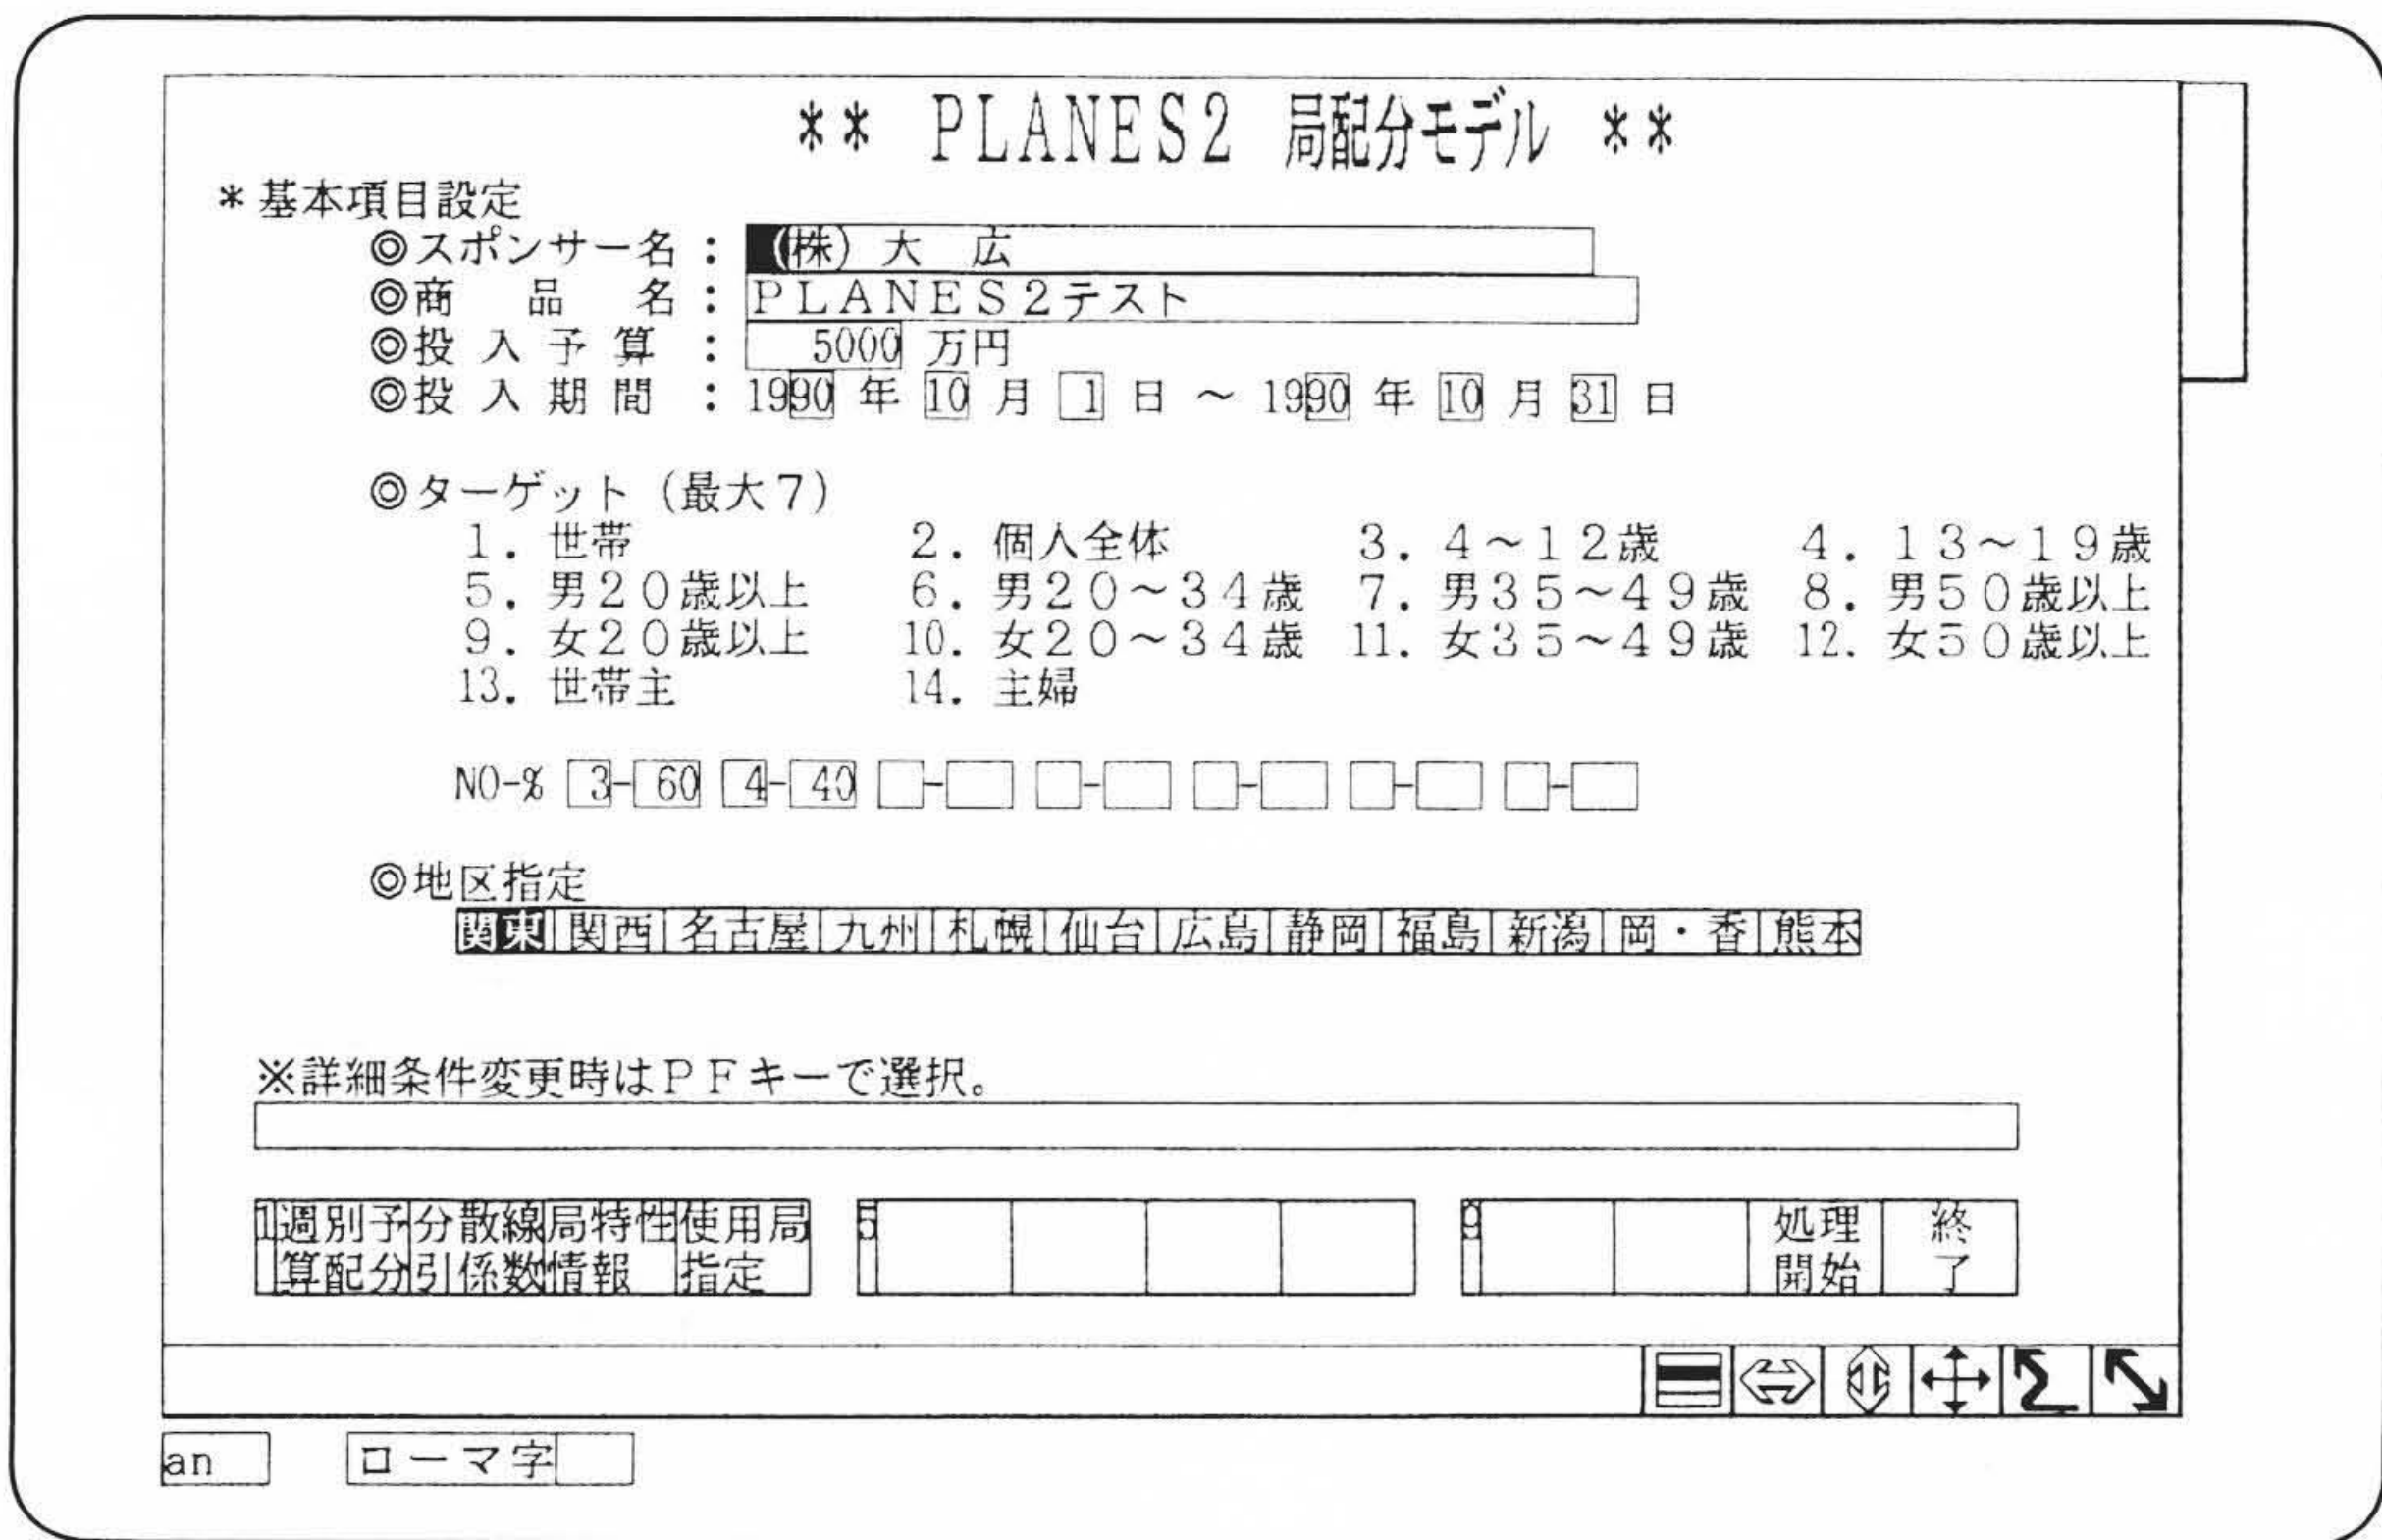 ** PLANES2 局配分モデル **
*基本項目設定
◎スポンサー名：(株)大 広
◎商 品 名：PLANES2テスト
◎投入予算：5000 万円
◎投入期間：1990 年 10 月 1 日 ～ 1990 年 10 月 31 日
◎ターゲット（最大7）
1．世帯 2．個人全体 3．4～12歳 4．13～19歳
5．男20歳以上 6．男20～34歳 7．男35～49歳 8．男50歳以上
9．女20歳以上 10．女20～34歳 11．女35～49歳 12．女50歳以上
13．世帯主 14．主婦
NO-% 3-60 4-40 - - - - -
◎地区指定
関東 関西 名古屋 九州 札幌 仙台 広島 静岡 福島 新潟 岡・香 熊本
※詳細条件変更時はPFキーで選択。
1 週別予 分散線 局特性 使用局 5 9 処理 終
算配分 引係数 情報 指定 開始 了
an ローマ字